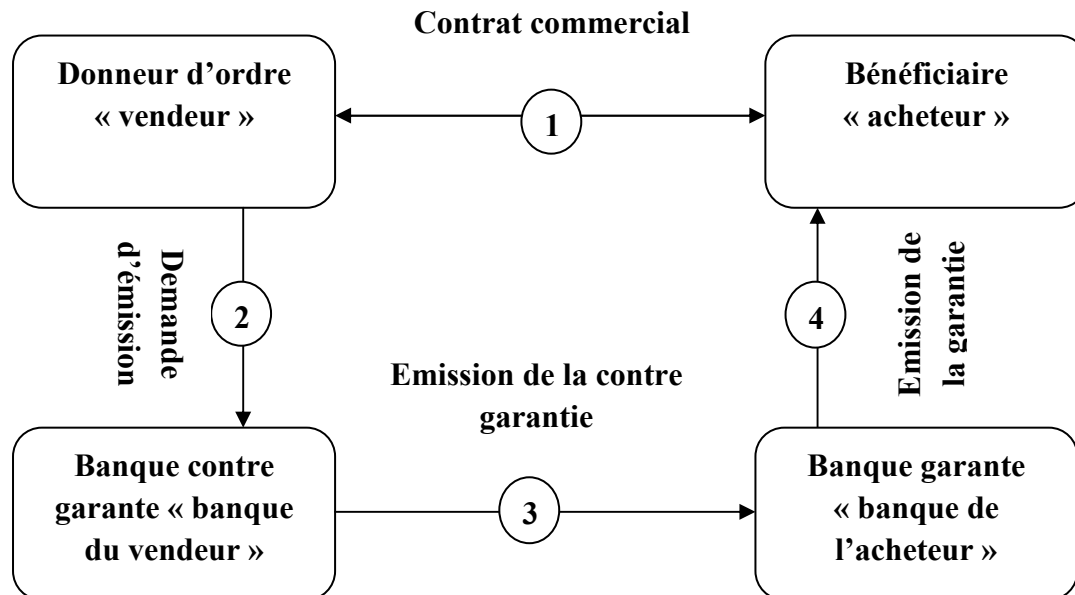 Contrat commercial
Donneur d’ordre
« vendeur »
Bénéficiaire
« acheteur »
1
Demande
d’émission
2
4
Emission de
la garantie
Emission de la contre
garantie
Banque contre
garante « banque
du vendeur »
3
Banque garante
« banque de
l’acheteur »